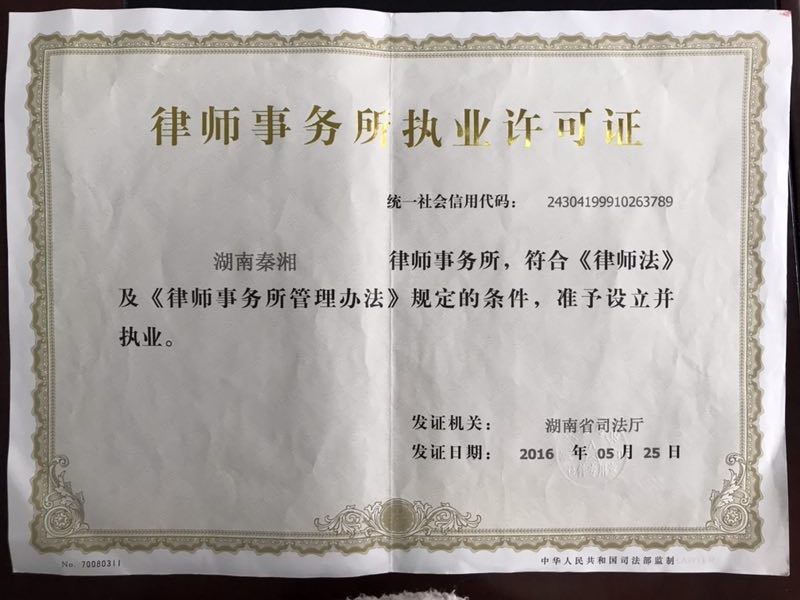 律师事务所执业许可证
统一社会信用代码： 24304199910263789
湖南秦湘 律师事务所，符合《律师法》
及《律师事务所管理办法》规定的条件，准予设立并
执业。
发证机关： 湖南省司法厅
发证日期： 2016 年 05 月 25 日
No. 70080311
中华人民共和国司法部监制